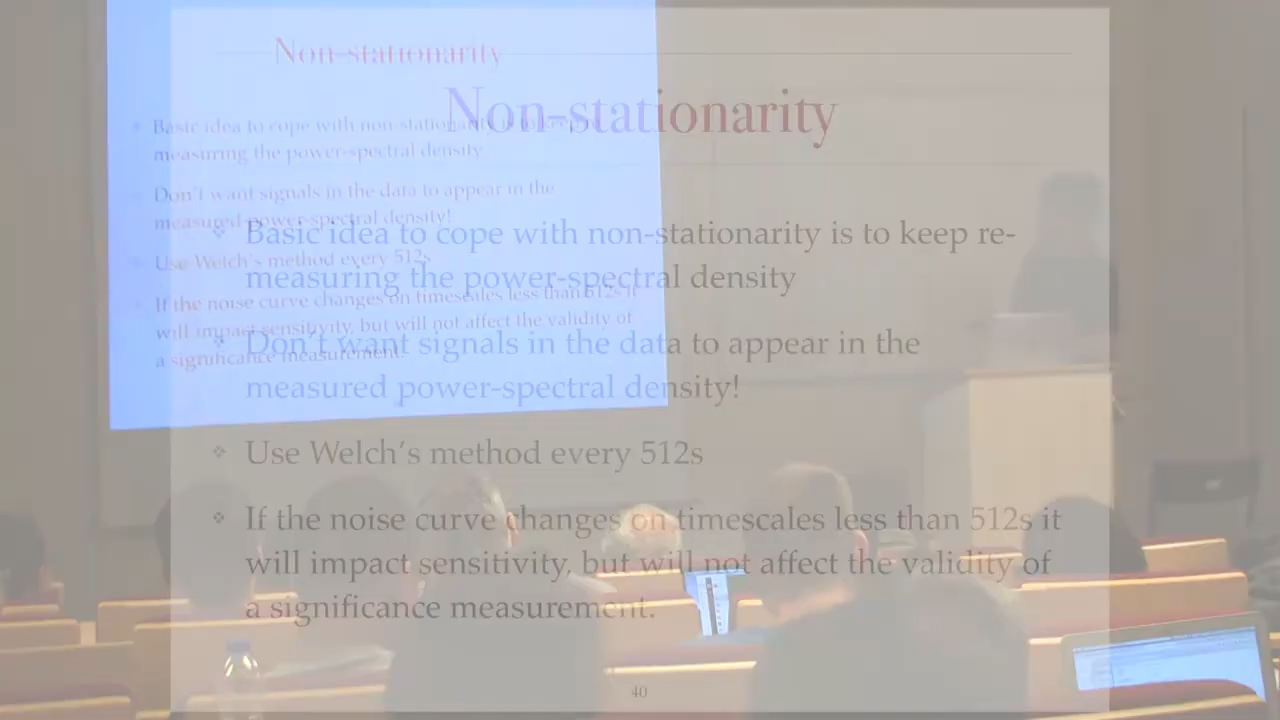 Non-stationarity
Basic idea to cope with non-stationarity is to keep re-
measuring the power-spectral density
Don't want signals in the data to appear in the
measured power-spectral density!
Use Welch's method every 512s
If the noise curve changes on timescales less than 512s it
will impact sensitivity, but will not affect the validity of
a significance measurement.
40
Non-stationarity
Basic idea to cope with non-stationarity is to keep
measuring the power-spectral density
Don't want signals in the data to appear in the
measured power-spectral density!
Use Welch's method every 512s
If the noise curve changes on timescales less than 512s it
will impact sensitivity, but will not affect the validity of
a significance measurement.